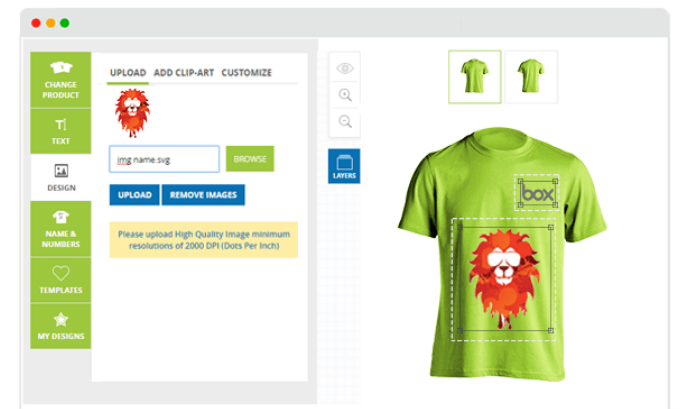 CHANGE
PRODUCT
T
TEXT
DESIGN
NAME &
NUMBERS
TEMPLATES
MY DESIGNS
UPLOAD ADD CLIP-ART CUSTOMIZE
img name.svg
BROWSE
UPLOAD REMOVE IMAGES
Please upload High Quality Image minimum
resolutions of 2000 DPI (Dots Per Inch)
LAYERS
box